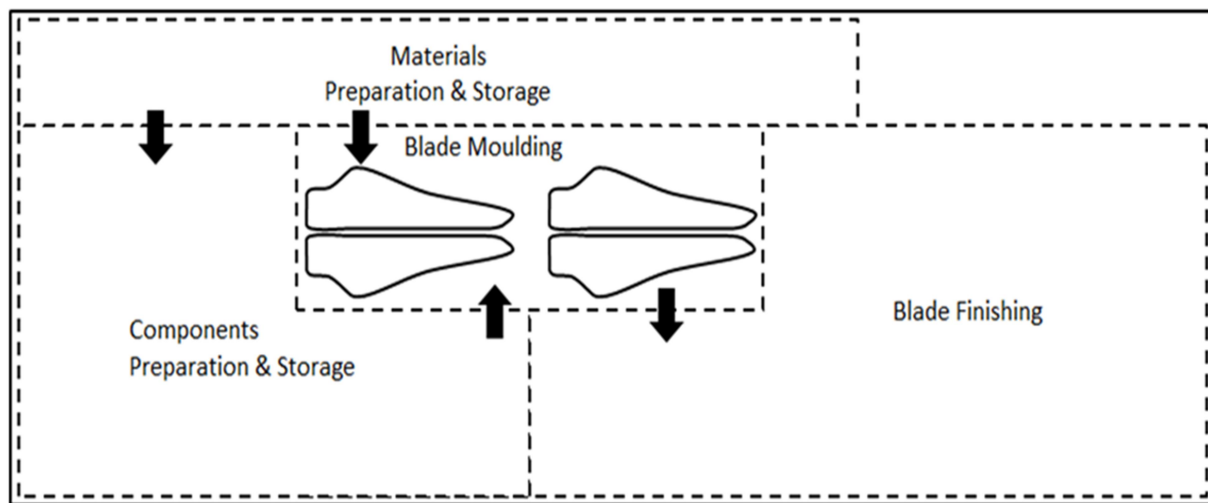 Materials
Preparation & Storage
Blade Moulding
Components
Preparation & Storage
Blade Finishing